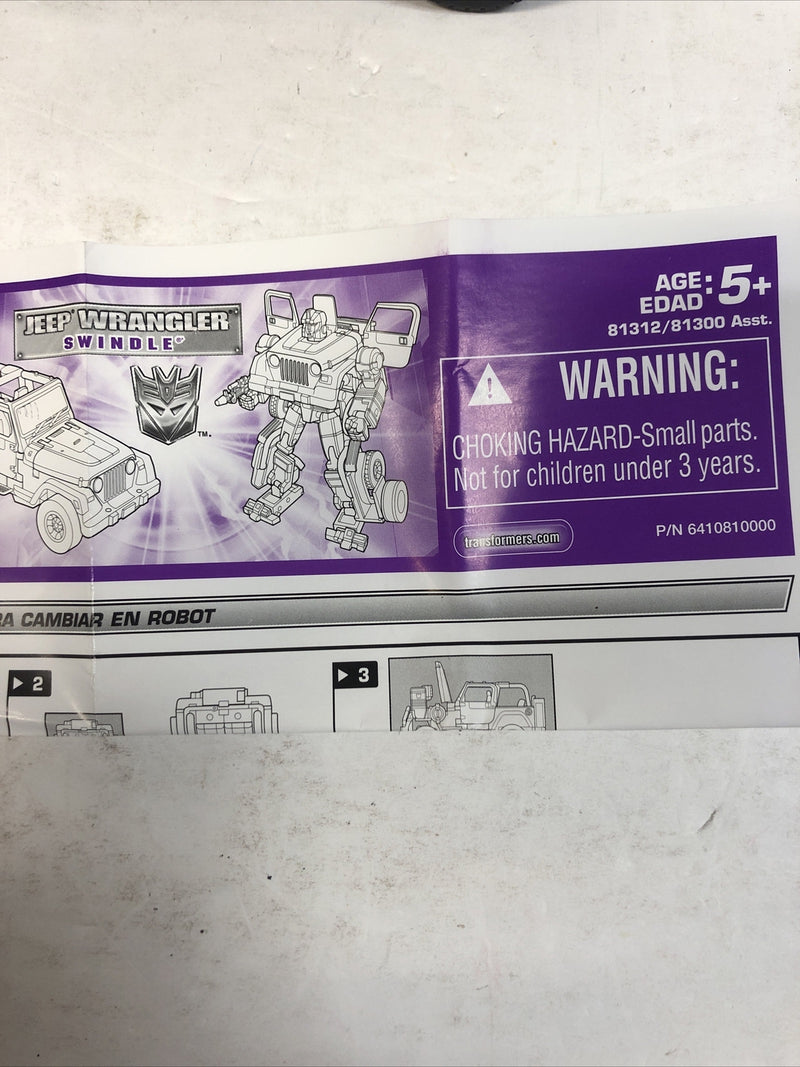 JEEP® WRANGLER
SWINDLE®
TM.
AGE: 5+
EDAD
81312/81300 Asst.
WARNING:
CHOKING HAZARD-Small parts.
Not for children under 3 years.
transformers.com
P/N 6410810000
RA CAMBIAR EN ROBOT
2
3